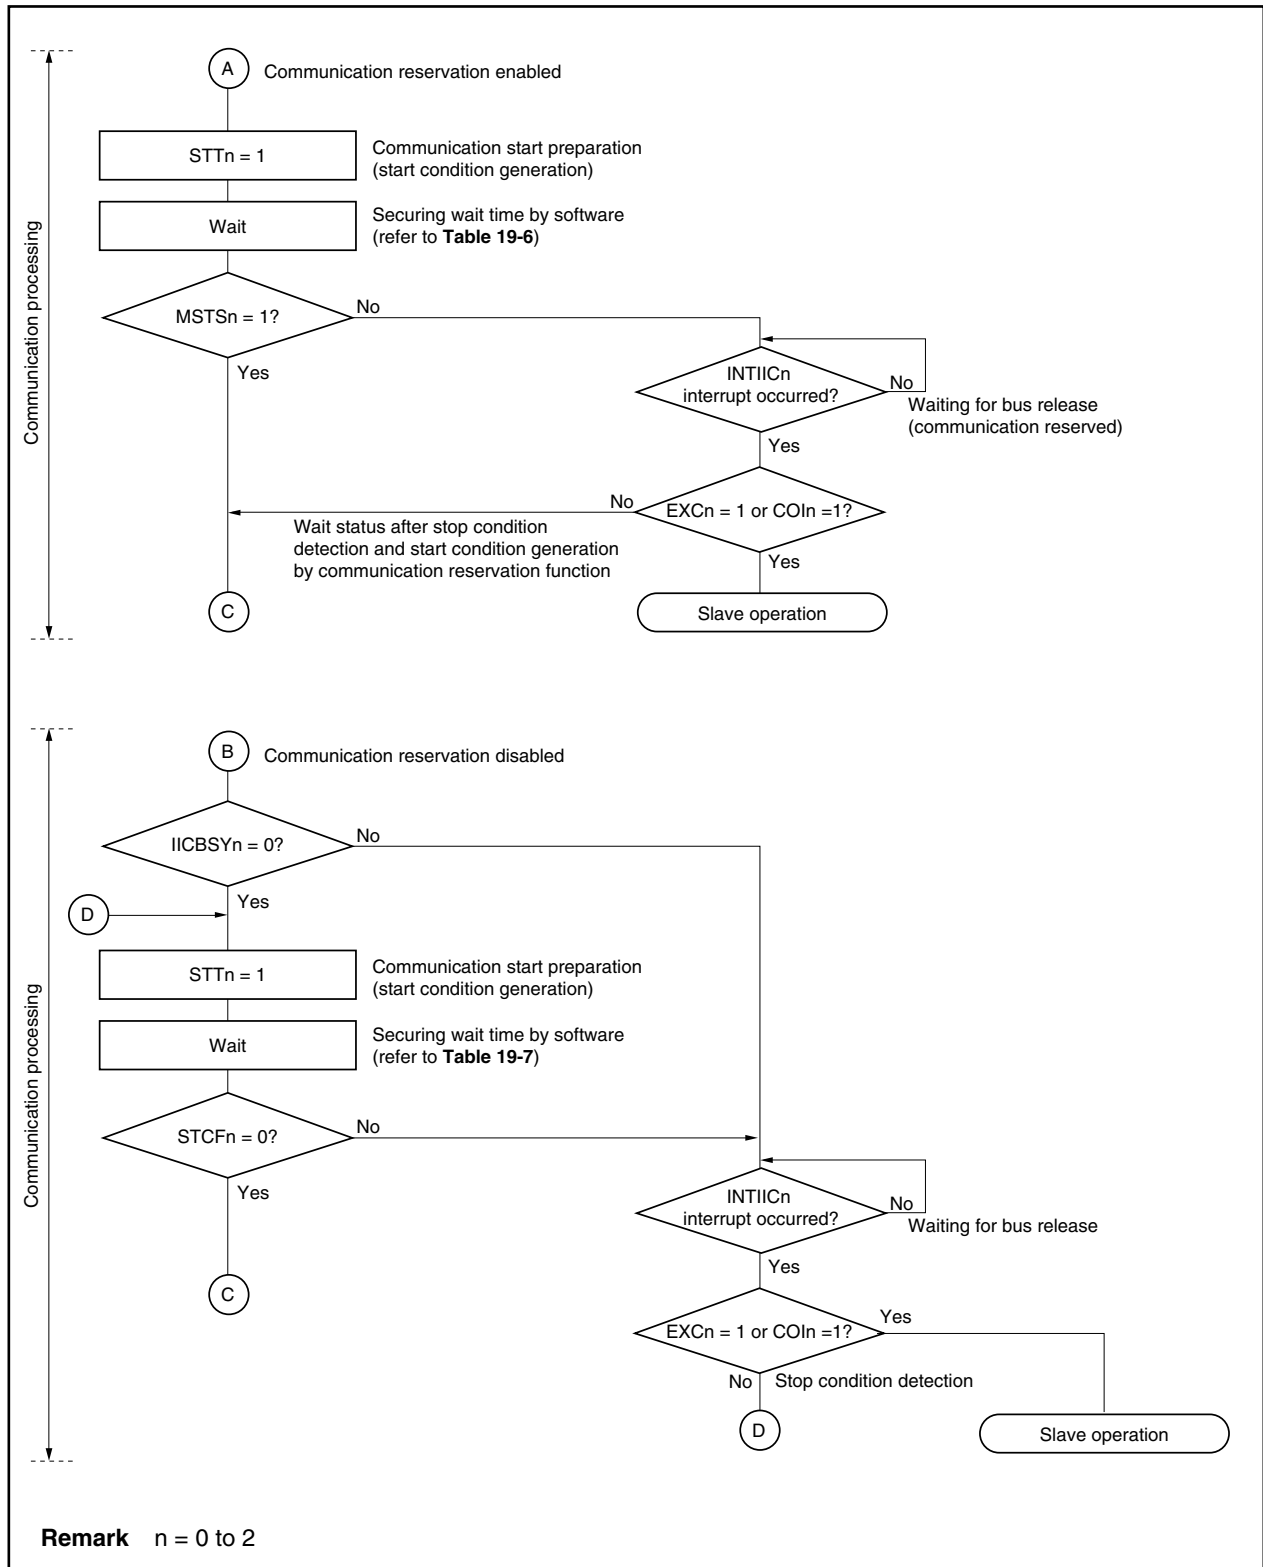 Communication processing
A
Communication reservation enabled
STTn = 1
Communication start preparation
(start condition generation)
Wait
Securing wait time by software
(refer to Table 19-6)
MSTSn = 1?
No
Yes
INTIICn
interrupt occurred?
No
Waiting for bus release
(communication reserved)
Yes
EXCn = 1 or COIn =1?
No
Wait status after stop condition
detection and start condition generation
by communication reservation function
Yes
C
Slave operation
Communication processing
B
Communication reservation disabled
IICBSYn = 0?
No
Yes
D
STTn = 1
Communication start preparation
(start condition generation)
Wait
Securing wait time by software
(refer to Table 19-7)
STCFn = 0?
No
Yes
C
INTIICn
interrupt occurred?
No
Waiting for bus release
Yes
EXCn = 1 or COIn =1?
Yes
No
Stop condition detection
D
Slave operation
Remark n = 0 to 2